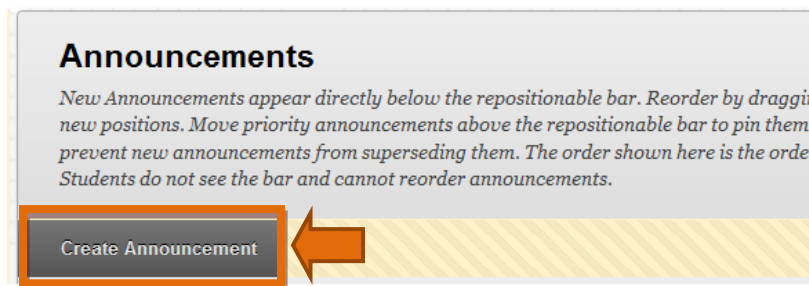 Announcements
New Announcements appear directly below the repositionable bar. Reorder by
new positions. Move priority announcements above the repositionable bar to pin them
prevent new announcements from superseding them. The order shown here is the
Students do not see the bar and cannot reorder announcements.
Create Announcement